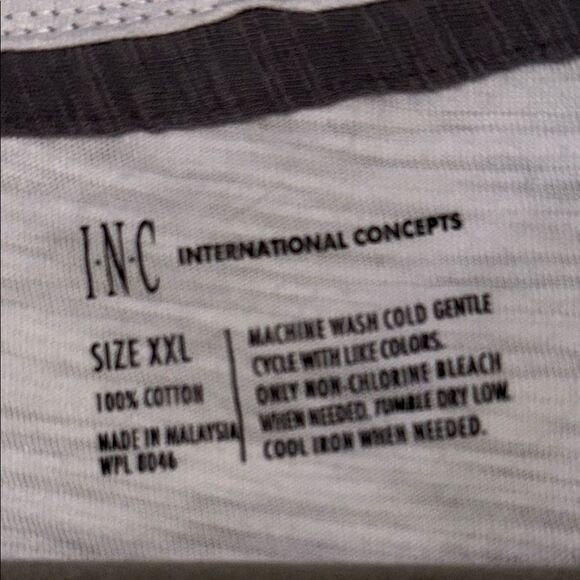 I·N·C INTERNATIONAL CONCEPTS
SIZE XXL
100% COTTON
MADE IN MALAYSIA
WPL 8046
MACHINE WASH COLD GENTLE
CYCLE WITH LIKE COLORS.
ONLY NON-CHLORINE BLEACH
WHEN NEEDED. TUMBLE DRY LOW.
COOL IRON WHEN NEEDED.